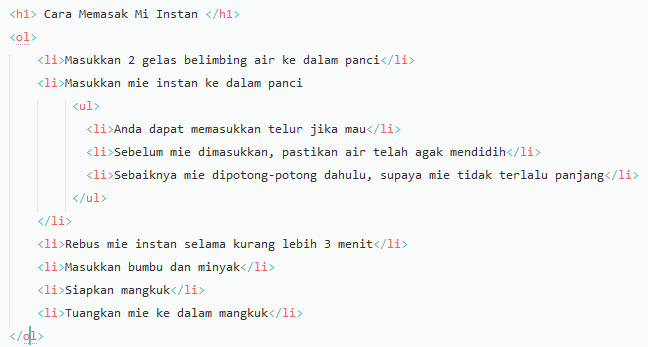 <h1> Cara Memasak Mi Instan </h1>
<ol>
<li>Masukkan 2 gelas belimbing air ke dalam panci</li>
<li>Masukkan mie instan ke dalam panci
<ul>
<li>Anda dapat memasukkan telur jika mau</li>
<li>Sebelum mie dimasukkan, pastikan air telah agak mendidih</li>
<li>Sebaiknya mie dipotong-potong dahulu, supaya mie tidak terlalu panjang</li>
</ul>
</li>
<li>Rebus mie instan selama kurang lebih 3 menit</li>
<li>Masukkan bumbu dan minyak</li>
<li>Siapkan mangkuk</li>
<li>Tuangkan mie ke dalam mangkuk</li>
</ol>